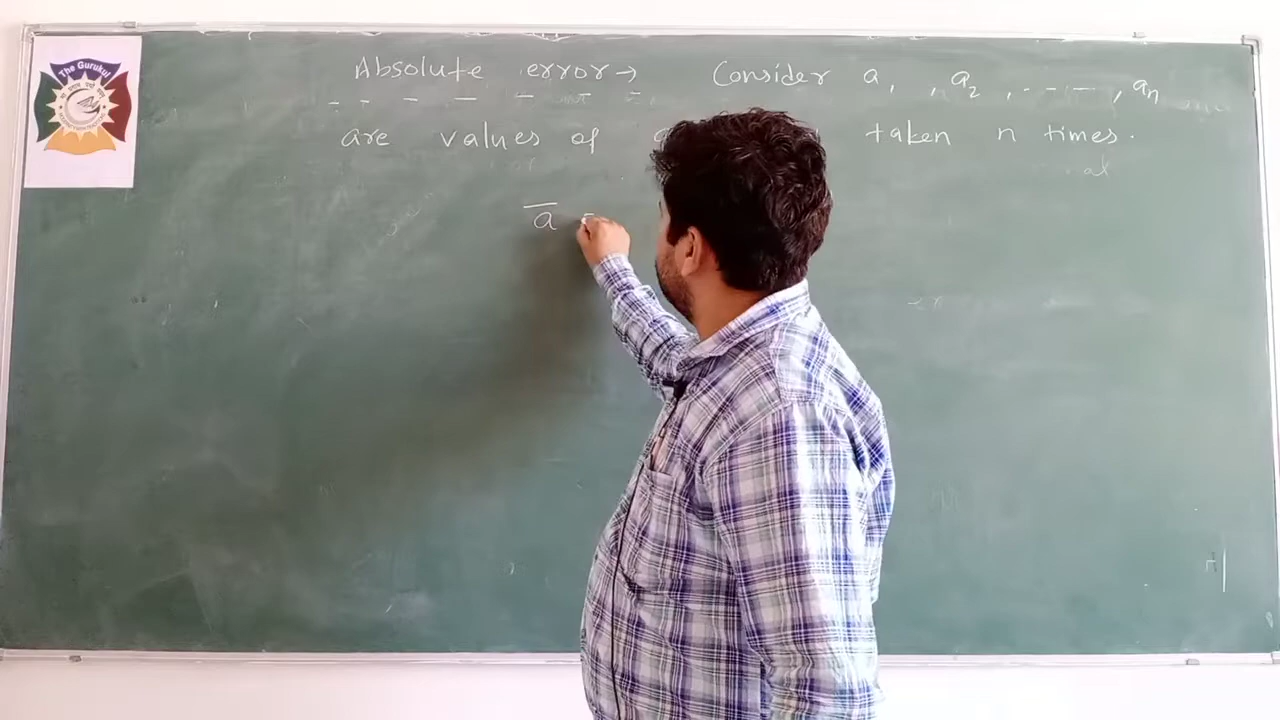 The Gurukul
Absolute error → Consider a₁, a₂, ----, aₙ
are values of taken n times.
a̅ =